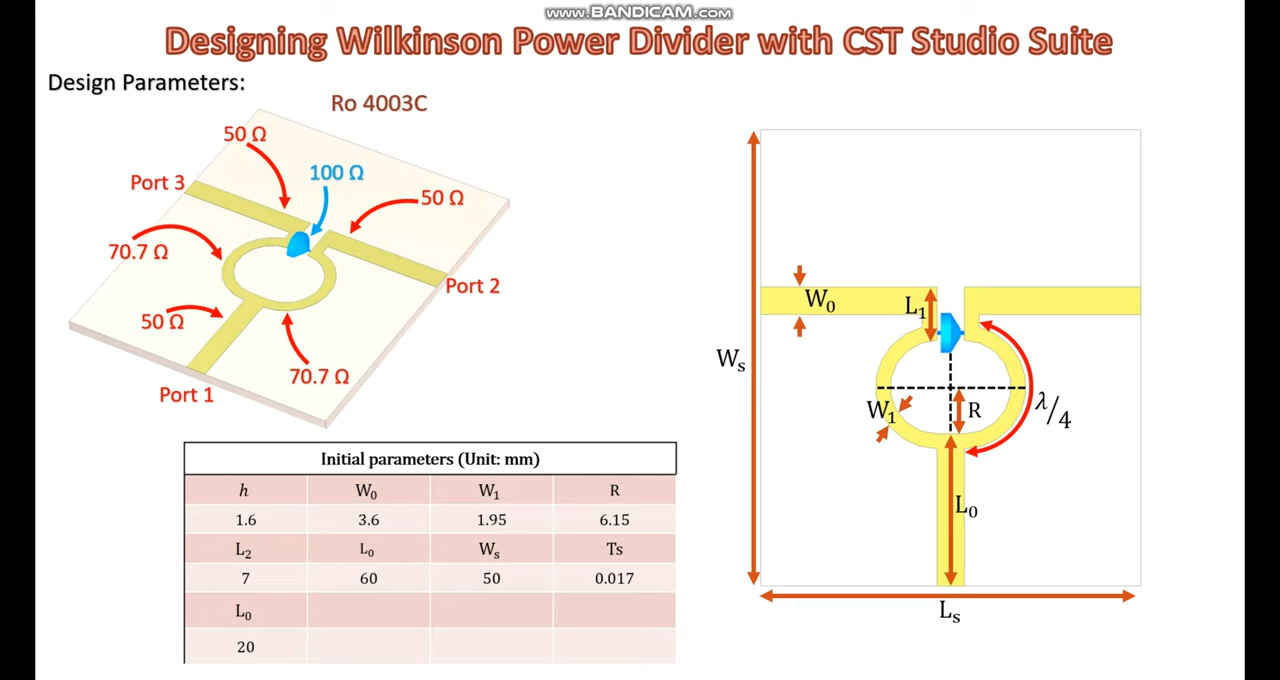 www.BANDICAM.com
Designing Wilkinson Power Divider with CST Studio Suite
Design Parameters:
Ro 4003C
50 Ω
100 Ω
Port 3
50 Ω
70.7 Ω
Port 2
50 Ω
70.7 Ω
Port 1
W₀
L₁
Wₛ
W₁
R
λ/4
L₀
Lₛ
Initial parameters (Unit: mm)
h W₀ W₁ R
1.6 3.6 1.95 6.15
L₂ L₀ Wₛ Ts
7 60 50 0.017
L₀
20